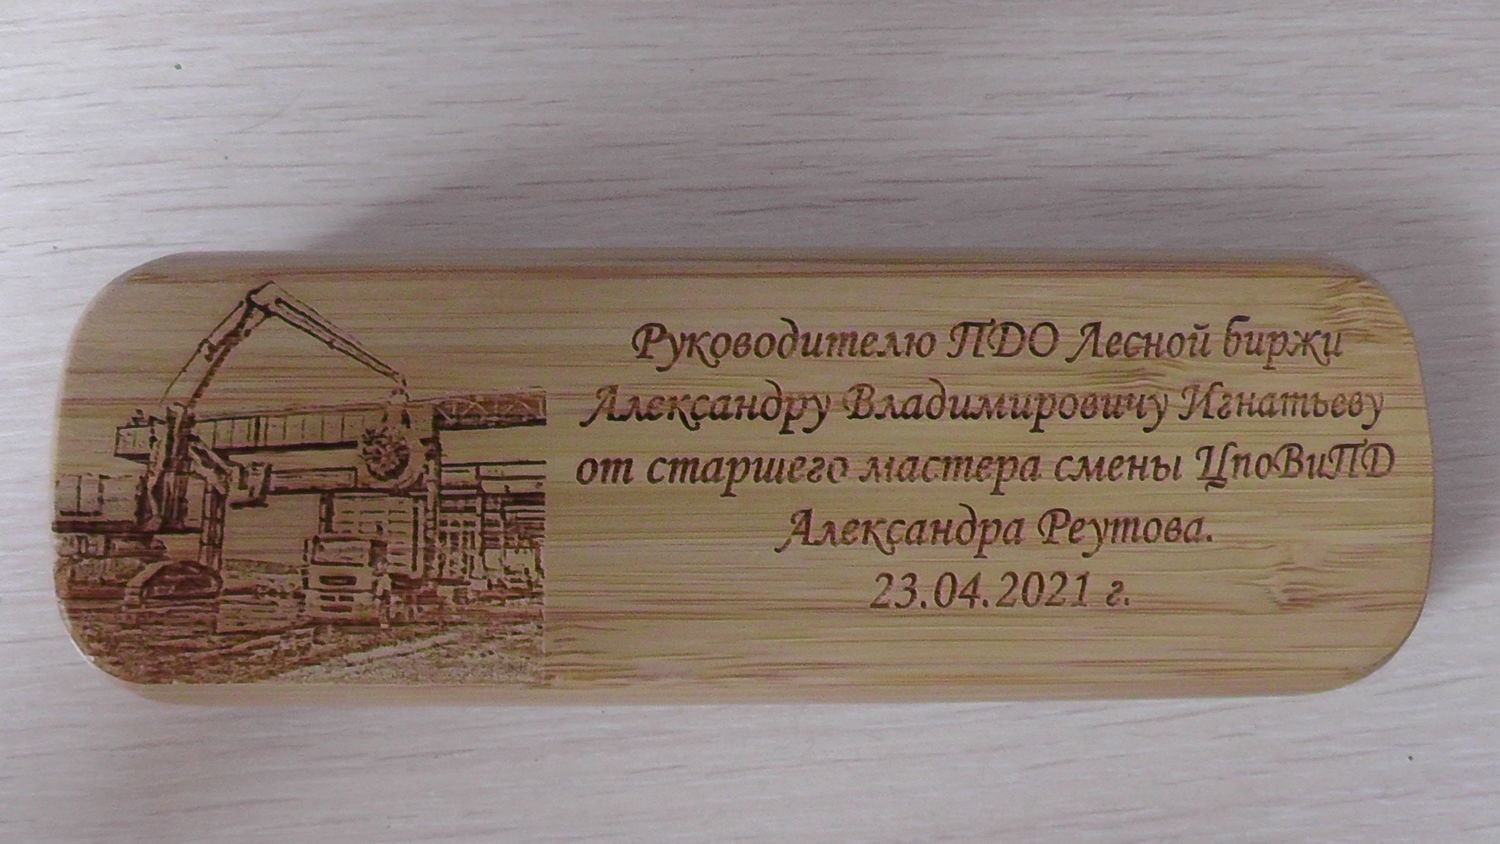 Руководителю ПДО Лесной биржи
Александру Владимировичу Игнатьеву
от старшего мастера смены ЦпоВиПД
Александра Реутова.
23.04.2021 г.